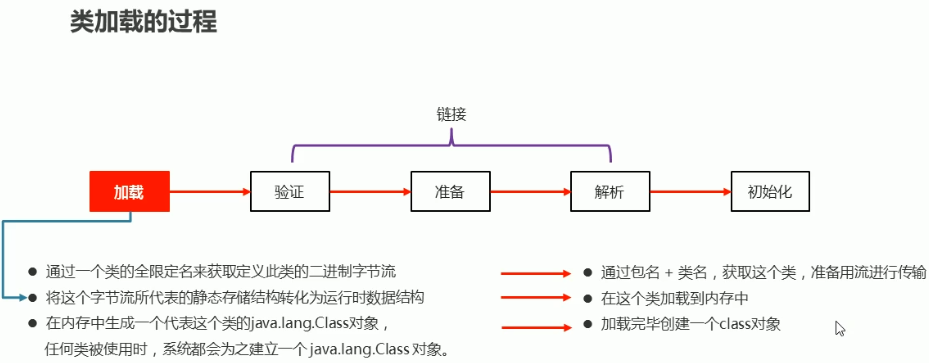 类加载的过程
链接
加载
验证
准备
解析
初始化
● 通过一个类的全限定名来获取定义此类的二进制字节流
● 将这个字节流所代表的静态存储结构转化为运行时数据结构
● 在内存中生成一个代表这个类的java.lang.Class对象，
任何类被使用时，系统都会为之建立一个 java.lang.Class 对象。
● 通过包名 + 类名，获取这个类，准备用流进行传输
● 在这个类加载到内存中
● 加载完毕创建一个class对象